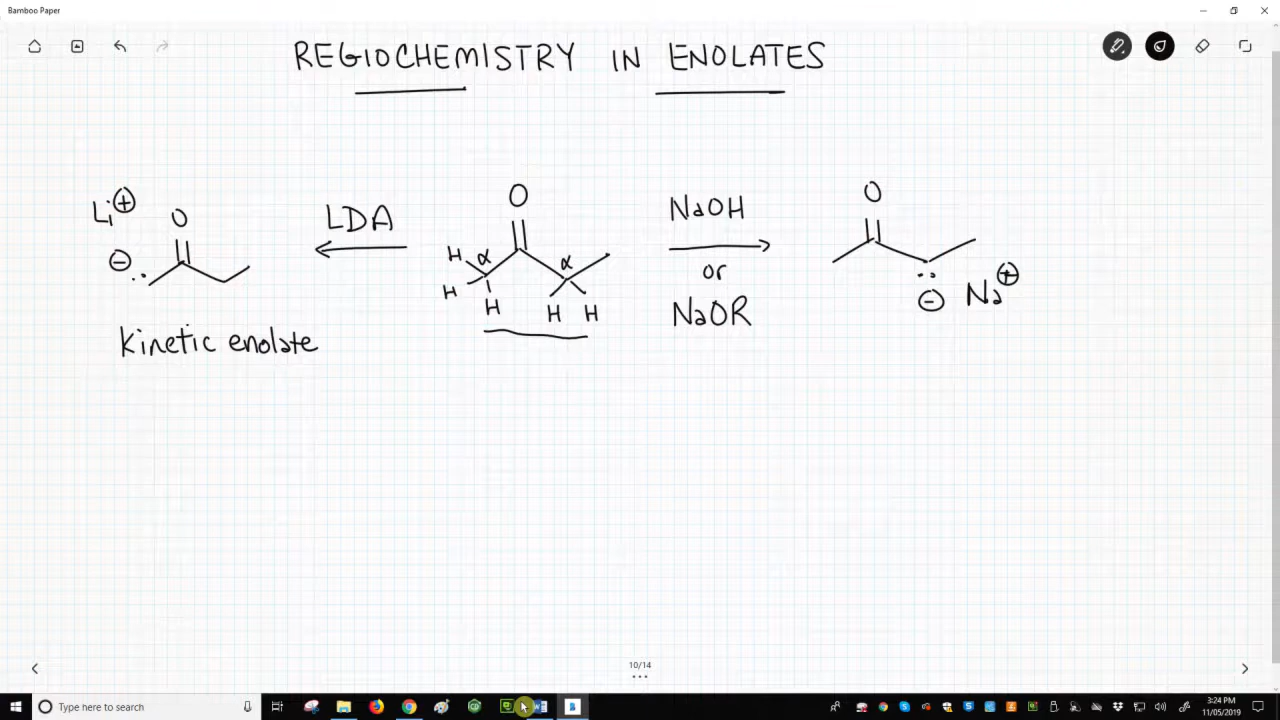 Bamboo Paper
REGIOCHEMISTRY IN ENOLATES
Li⊕
O
⊖
LDA
O
H α
H
H
α
H H
NaOH
or
NaOR
O
⊖
Na⊕
Kinetic enolate
10/14
Type here to search
3:24 PM
11/05/2019